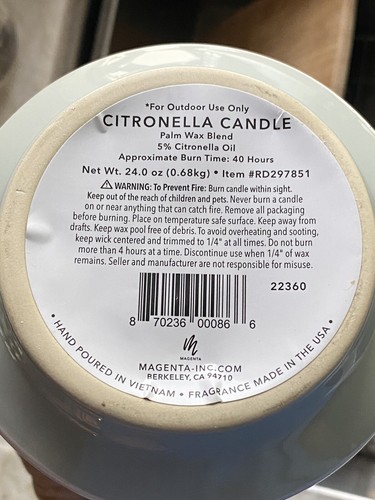 *For Outdoor Use Only
CITRONELLA CANDLE
Palm Wax Blend
5% Citronella Oil
Approximate Burn Time: 40 Hours
Net Wt. 24.0 oz (0.68kg) * Item #RD297851
⚠ WARNING: To Prevent Fire: Burn candle within sight.
Keep out of the reach of children and pets. Never burn a candle
on or near anything that can catch fire. Remove all packaging
before burning. Place on temperature safe surface. Keep away from
drafts. Keep wax pool free of debris. To avoid overheating and sooting,
keep wick centered and trimmed to 1/4" at all times. Do not burn
more than 4 hours at a time. Discontinue use when 1/4" of wax
remains. Seller and manufacturer are not responsible for misuse.
22360
8 70236 00086 6
m
MAGENTA
MAGENTA-INC.COM
BERKELEY, CA 94710
• HAND POURED IN VIETNAM • FRAGRANCE MADE IN THE USA •